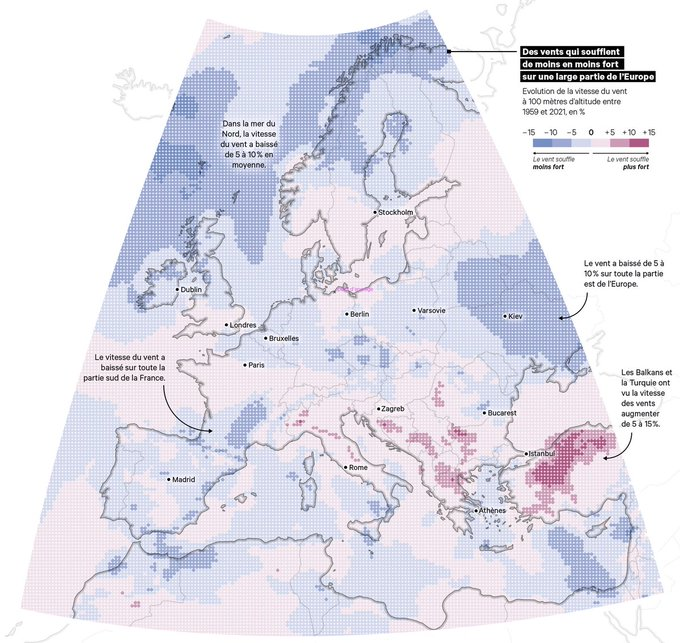 Des vents qui soufflent
de moins en moins fort
sur une large partie de l'Europe
Evolution de la vitesse du vent
à 100 mètres d'altitude entre
1959 et 2021, en %
−15 −10 −5 0 +5 +10 +15
Le vent souffle
moins fort
Le vent souffle
plus fort
Dans la mer du
Nord, la vitesse
du vent a baissé
de 5 à 10 % en
moyenne.
Stockholm
Le vent a baissé de 5 à
10 % sur toute la partie
est de l'Europe.
Dublin
Londres
Berlin
Varsovie
Kiev
Bruxelles
Paris
Le vitesse du vent a
baissé sur toute la
partie sud de la France.
Les Balkans et
la Turquie ont
vu la vitesse
des vents
augmenter
de 5 à 15%.
Zagreb
Bucarest
Istanbul
Rome
Madrid
Athènes